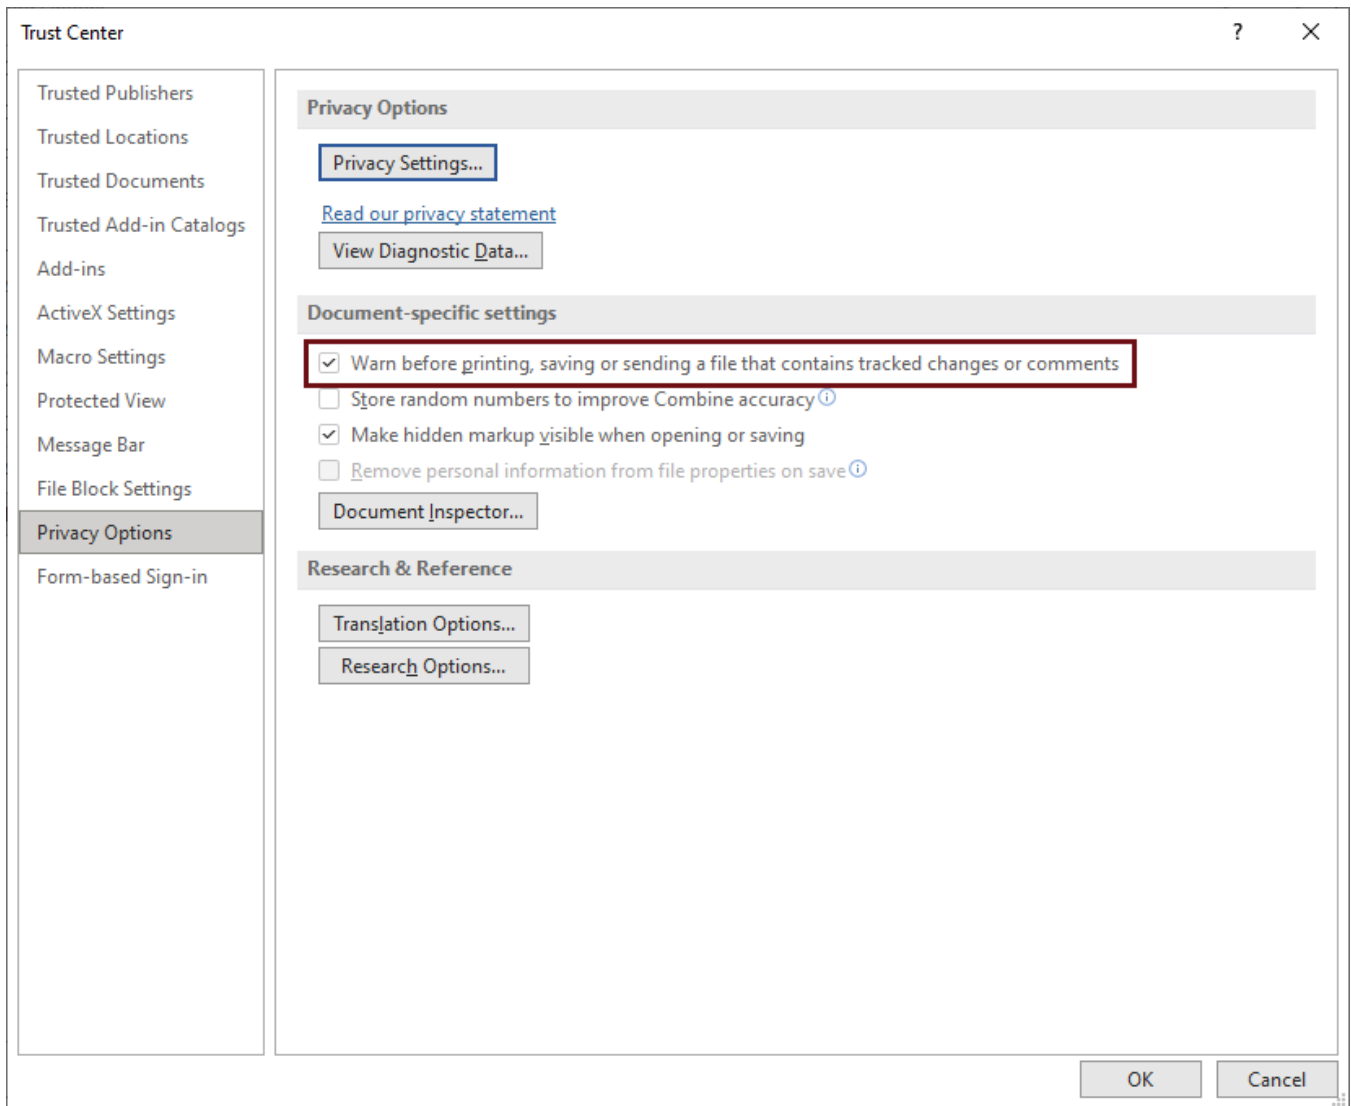 Trust Center
?
Trusted Publishers
Trusted Locations
Trusted Documents
Trusted Add-in Catalogs
Add-ins
ActiveX Settings
Macro Settings
Protected View
Message Bar
File Block Settings
Privacy Options
Form-based Sign-in
Privacy Options
Privacy Settings...
Read our privacy statement
View Diagnostic Data...
Document-specific settings
Warn before printing, saving or sending a file that contains tracked changes or comments
Store random numbers to improve Combine accuracy
Make hidden markup visible when opening or saving
Remove personal information from file properties on save
Document Inspector...
Research & Reference
Translation Options...
Research Options...
OK
Cancel